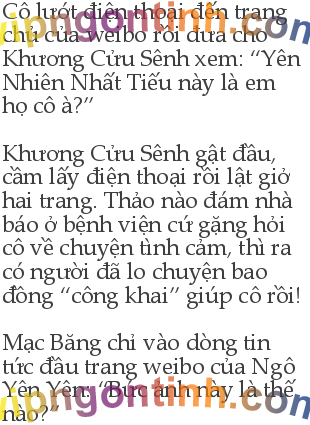 Cô lướt điện thoại đến trang
chủ của weibo rồi đưa cho
Khương Cửu Sênh xem: “Yên
Nhiên Nhất Tiếu này là em
họ cô à?”
Khương Cửu Sênh gật đầu,
cầm lấy điện thoại rồi lật giở
hai trang. Thảo nào đám nhà
báo ở bệnh viện cứ gặng hỏi
cô về chuyện tình cảm, thì ra
có người đã lo chuyện bao
đồng “công khai” giúp cô rồi!
Mạc Băng chỉ vào dòng tin
tức đầu trang weibo của Ngô
Yên Yên: “Bức ảnh này là thế
nào?”
vipngontinh.com
vipngontinh.com